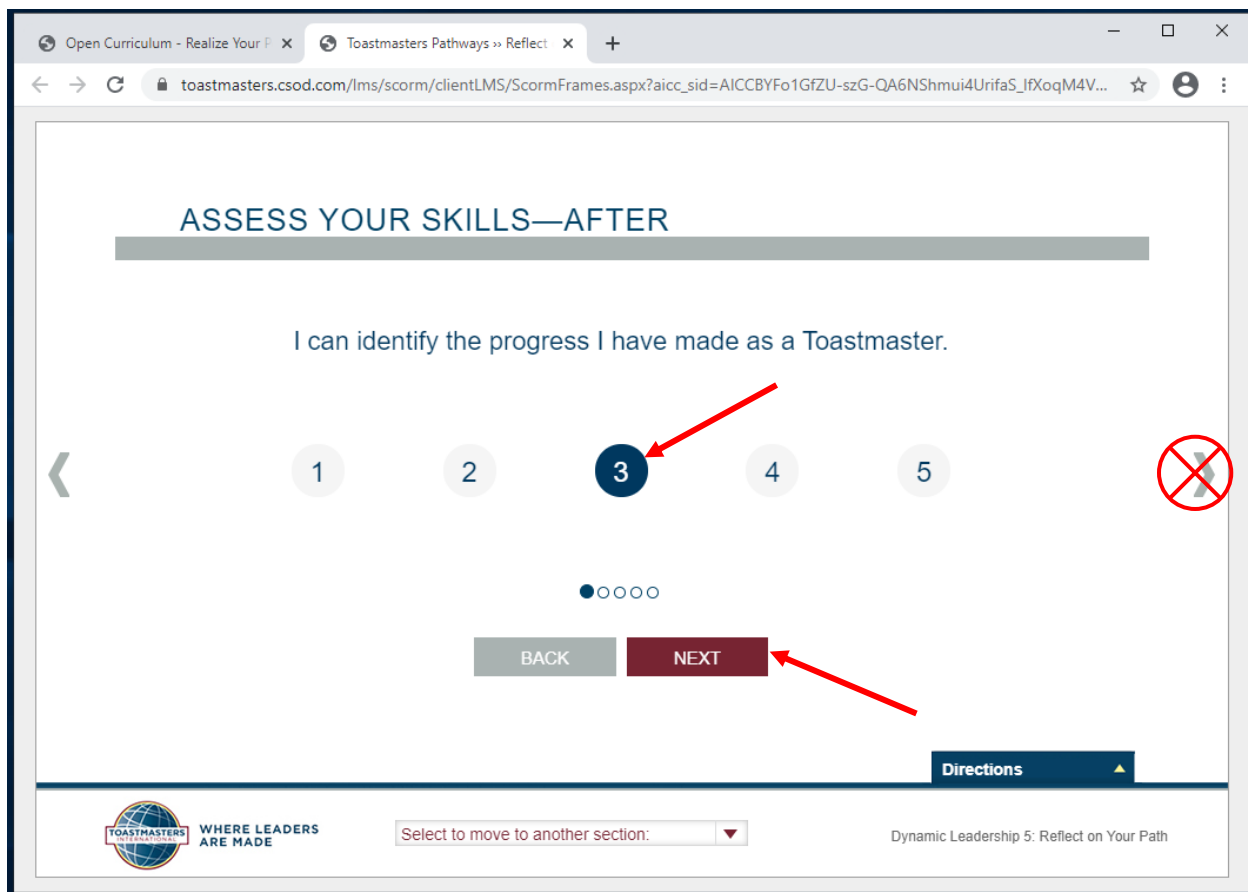 Open Curriculum - Realize Your P
Toastmasters Pathways ›› Reflect
toastmasters.csod.com/lms/scorm/clientLMS/ScormFrames.aspx?aicc_sid=AICCBYFo1GfZU-szG-QA6NShmui4UrifaS_IfXoqM4V...
ASSESS YOUR SKILLS—AFTER
I can identify the progress I have made as a Toastmaster.
1 2 3 4 5
BACK NEXT
Directions
TOASTMASTERS
INTERNATIONAL
WHERE LEADERS
ARE MADE
Select to move to another section:
Dynamic Leadership 5: Reflect on Your Path